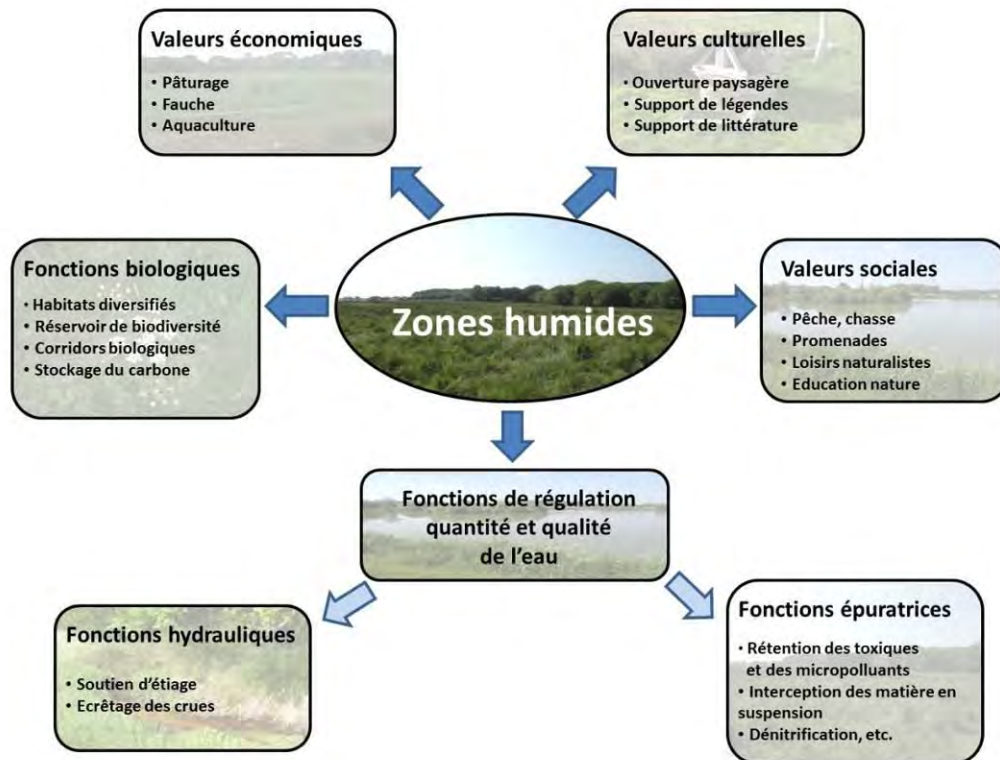 Valeurs économiques
• Pâturage
• Fauche
• Aquaculture
Valeurs culturelles
• Ouverture paysagère
• Support de légendes
• Support de littérature
Fonctions biologiques
• Habitats diversifiés
• Réservoir de biodiversité
• Corridors biologiques
• Stockage du carbone
Zones humides
Valeurs sociales
• Pêche, chasse
• Promenades
• Loisirs naturalistes
• Education nature
Fonctions de régulation
quantité et qualité
de l'eau
Fonctions hydrauliques
• Soutien d'étiage
• Ecrêtage des crues
Fonctions épuratrices
• Rétention des toxiques
et des micropolluants
• Interception des matière en
suspension
• Dénitrification, etc.